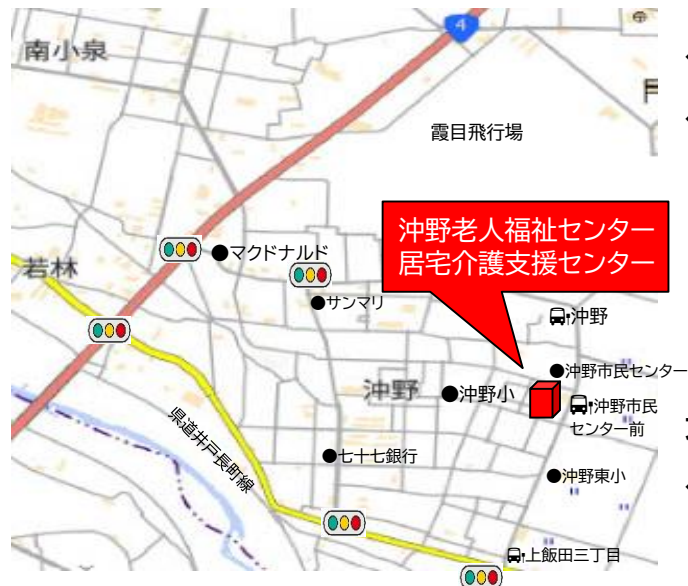 4
南小泉
霞目飛行場
沖野老人福祉センター
居宅介護支援センター
マクドナルド
若林
サンマリ
沖野
沖野市民センター
沖野
沖野小
沖野市民
センター前
県道井戸長町線
七十七銀行
沖野東小
上飯田三丁目